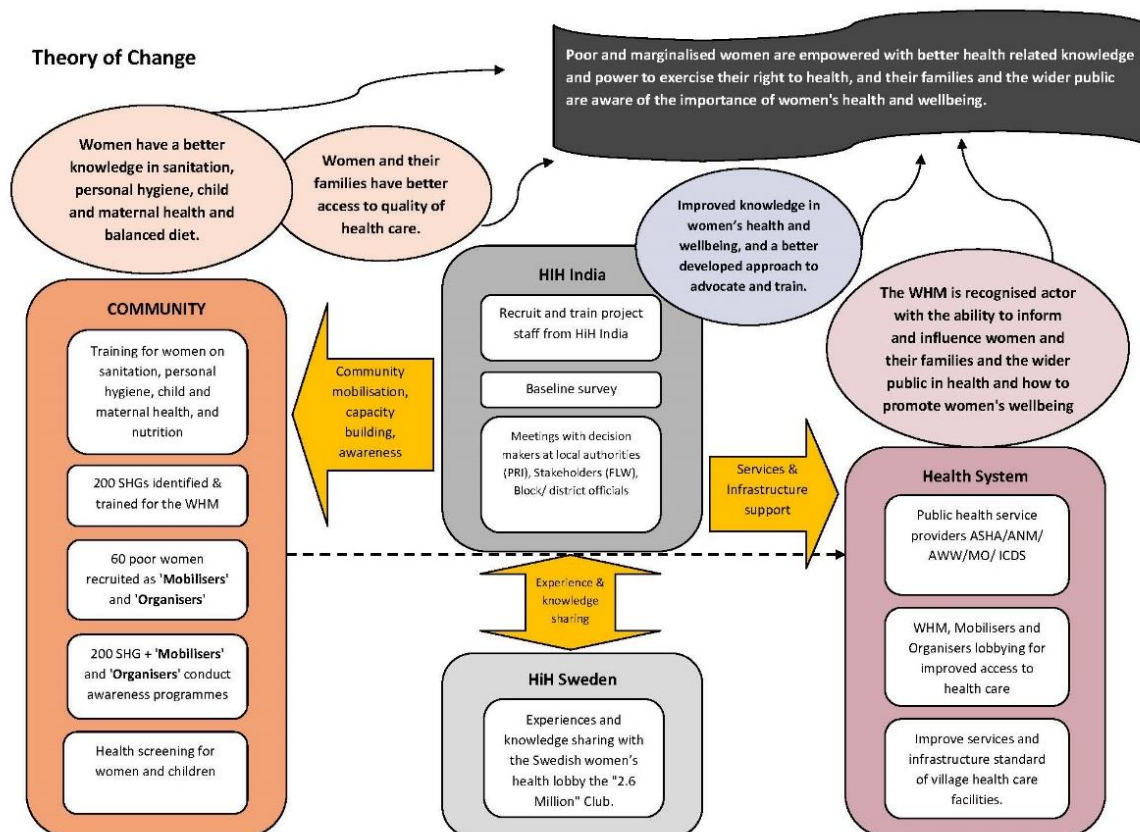 Theory of Change
Poor and marginalised women are empowered with better health related knowledge
and power to exercise their right to health, and their families and the wider public
are aware of the importance of women's health and wellbeing.
Women have a better
knowledge in sanitation,
personal hygiene, child
and maternal health and
balanced diet.
Women and their
families have better
access to quality of
health care.
Improved knowledge in
women's health and
wellbeing, and a better
developed approach to
advocate and train.
The WHM is recognised actor
with the ability to inform
and influence women and
their families and the wider
public in health and how to
promote women's wellbeing
COMMUNITY
Training for women on
sanitation, personal
hygiene, child and
maternal health, and
nutrition
200 SHGs identified &
trained for the WHM
60 poor women
recruited as 'Mobilisers'
and 'Organisers'
200 SHG + 'Mobilisers'
and 'Organisers' conduct
awareness programmes
Health screening for
women and children
Community
mobilisation,
capacity
building,
awareness
HIH India
Recruit and train project
staff from HiH India
Baseline survey
Meetings with decision
makers at local authorities
(PRI), Stakeholders (FLW),
Block/ district officials
Services &
Infrastructure
support
Experience &
knowledge
sharing
HiH Sweden
Experiences and
knowledge sharing with
the Swedish women's
health lobby the "2.6
Million" Club.
Health System
Public health service
providers ASHA/ANM/
AWW/MO/ ICDS
WHM, Mobilisers and
Organisers lobbying for
improved access to
health care
Improve services and
infrastructure standard
of village health care
facilities.